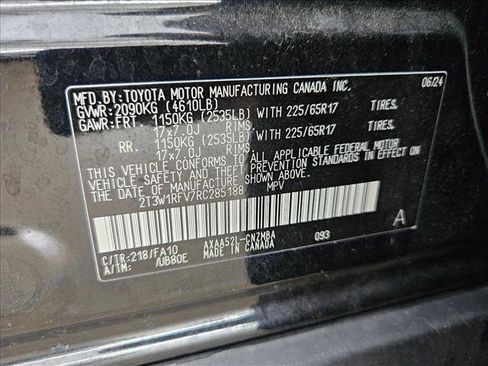 MFD.BY:TOYOTA MOTOR MANUFACTURING CANADA INC. 06/24
GVWR:2090KG (4610LB)
GAWR:FRT. 1150KG (2535LB) WITH 225/65R17 TIRES,
17x7.0J RIMS
RR. 1150KG (2535LB) WITH 225/65R17 TIRES,
17x7.0J RIMS
THIS VEHICLE CONFORMS TO ALL APPLICABLE FEDERAL MOTOR
VEHICLE SAFETY AND THEFT PREVENTION STANDARDS IN EFFECT
ON THE DATE OF MANUFACTURE SHOWN ABOVE.
2T3W1RFV7RC285188 MPV
A
C/TR:218/FA10 AXAA52L-CNZMBA 093
A/TM: /UB80E MADE IN CANADA